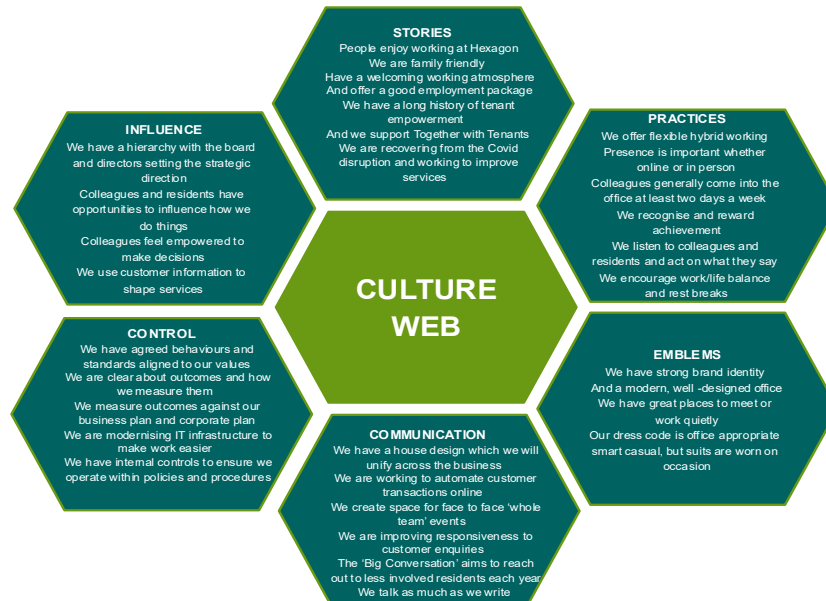 STORIES
People enjoy working at Hexagon
We are family friendly
Have a welcoming working atmosphere
And offer a good employment package
We have a long history of tenant
empowerment
And we support Together with Tenants
We are recovering from the Covid
disruption and working to improve
services
INFLUENCE
We have a hierarchy with the board
and directors setting the strategic
direction
Colleagues and residents have
opportunities to influence how we
do things
Colleagues feel empowered to
make decisions
We use customer information to
shape services
PRACTICES
We offer flexible hybrid working
Presence is important whether
online or in person
Colleagues generally come into the
office at least two days a week
We recognise and reward
achievement
We listen to colleagues and
residents and act on what they say
We encourage work/life balance
and rest breaks
CULTURE
WEB
CONTROL
We have agreed behaviours and
standards aligned to our values
We are clear about outcomes and how
we measure them
We measure outcomes against our
business plan and corporate plan
We are modernising IT infrastructure to
make work easier
We have internal controls to ensure we
operate within policies and procedures
EMBLEMS
We have strong brand identity
And a modern, well -designed office
We have great places to meet or
work quietly
Our dress code is office appropriate
smart casual, but suits are worn on
occasion
COMMUNICATION
We have a house design which we will
unify across the business
We are working to automate customer
transactions online
We create space for face to face ‘whole
team’ events
We are improving responsiveness to
customer enquiries
The ‘Big Conversation’ aims to reach
out to less involved residents each year
We talk as much as we write